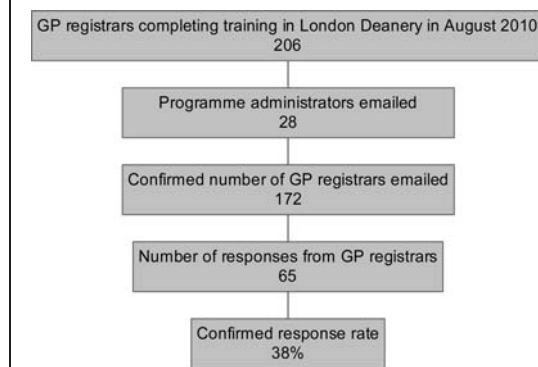 GP registrars completing training in London Deanery in August 2010
206
Programme administrators emailed
28
Confirmed number of GP registrars emailed
172
Number of responses from GP registrars
65
Confirmed response rate
38%